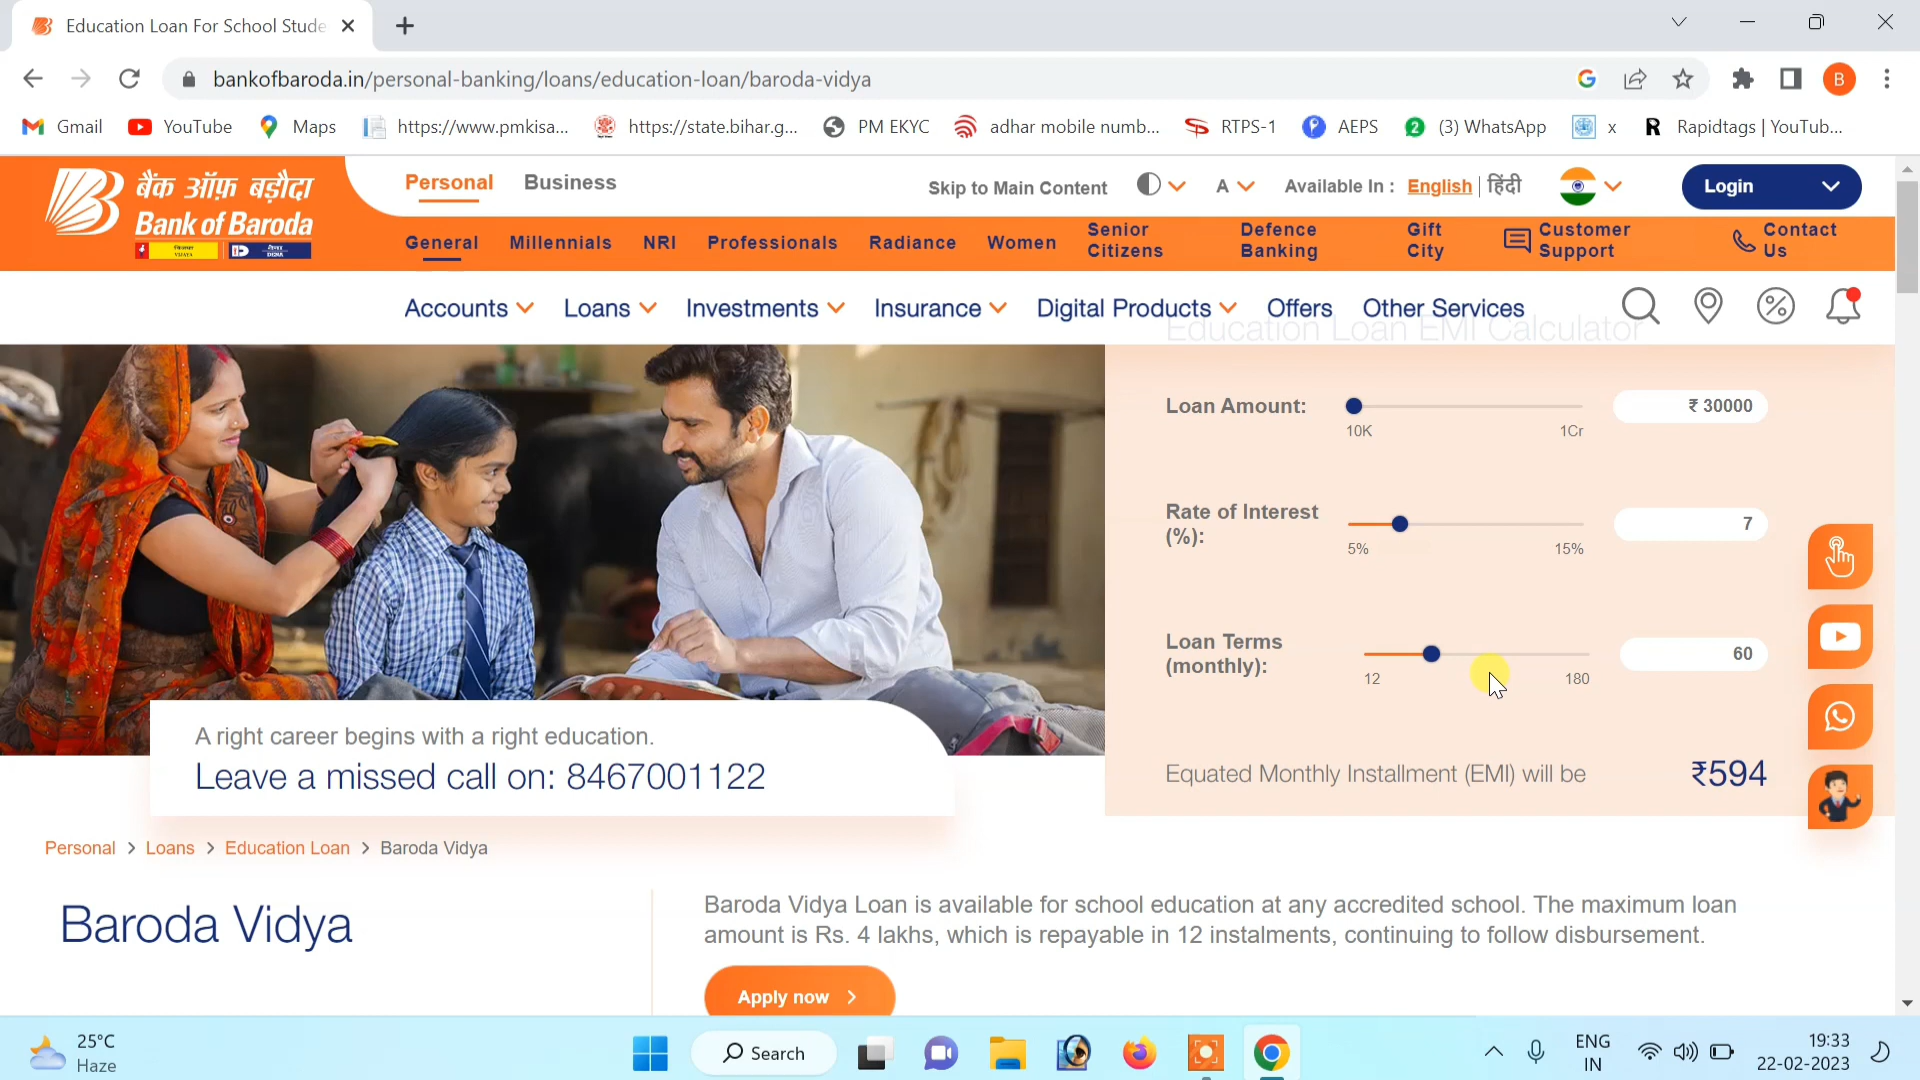 Education Loan For School Stude
bankofbaroda.in/personal-banking/loans/education-loan/baroda-vidya
B
Gmail
YouTube
Maps
https://www.pmkisa...
https://state.bihar.g...
PM EKYC
adhar mobile numb...
RTPS-1
AEPS
2
(3) WhatsApp
x
R
Rapidtags | YouTub...
बैंक ऑफ़ बड़ौदा
Bank of Baroda
VIJAYA
DENA
Personal
Business
Skip to Main Content
A
Available In :
English
हिंदी
Login
General
Millennials
NRI
Professionals
Radiance
Women
Senior
Citizens
Defence
Banking
Gift
City
Customer
Support
Contact
Us
Accounts
Loans
Investments
Insurance
Digital Products
Offers
Other Services
Education Loan EMI Calculator
Loan Amount:
₹ 30000
10K
1Cr
Rate of Interest
(%):
7
5%
15%
Loan Terms
(monthly):
60
12
180
Equated Monthly Installment (EMI) will be
₹594
A right career begins with a right education.
Leave a missed call on: 8467001122
Personal > Loans > Education Loan > Baroda Vidya
Baroda Vidya
Baroda Vidya Loan is available for school education at any accredited school. The maximum loan
amount is Rs. 4 lakhs, which is repayable in 12 instalments, continuing to follow disbursement.
Apply now >
25°C
Haze
Search
ENG
IN
19:33
22-02-2023